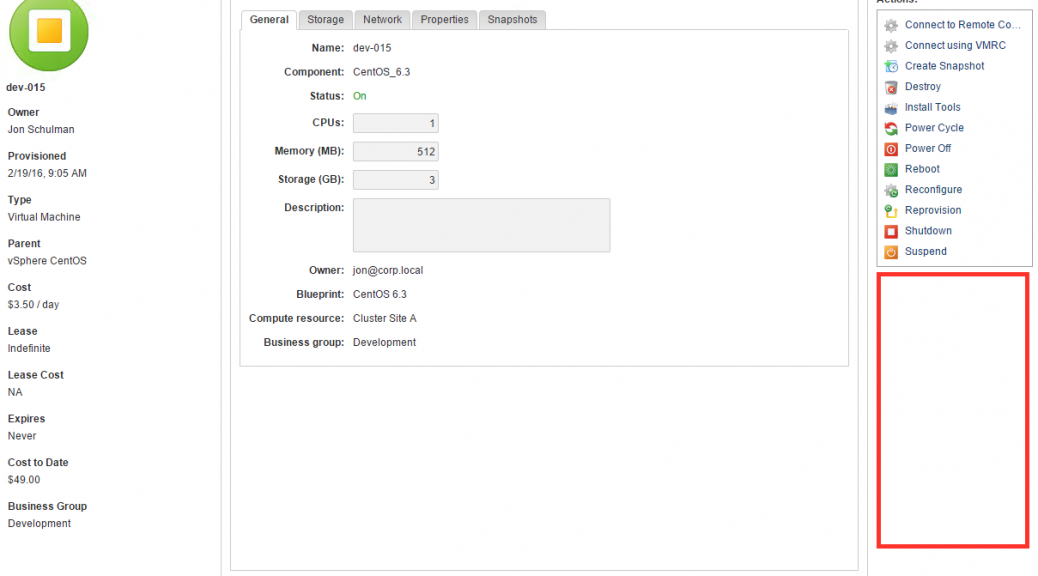 dev-015
Owner
Jon Schulman
Provisioned
2/19/16, 9:05 AM
Type
Virtual Machine
Parent
vSphere CentOS
Cost
$3.50 / day
Lease
Indefinite
Lease Cost
NA
Expires
Never
Cost to Date
$49.00
Business Group
Development
General Storage Network Properties Snapshots
Name: dev-015
Component: CentOS_6.3
Status: On
CPUs: 1
Memory (MB): 512
Storage (GB): 3
Description:
Owner: jon@corp.local
Blueprint: CentOS 6.3
Compute resource: Cluster Site A
Business group: Development
Actions:
Connect to Remote Co...
Connect using VMRC
Create Snapshot
Destroy
Install Tools
Power Cycle
Power Off
Reboot
Reconfigure
Reprovision
Shutdown
Suspend